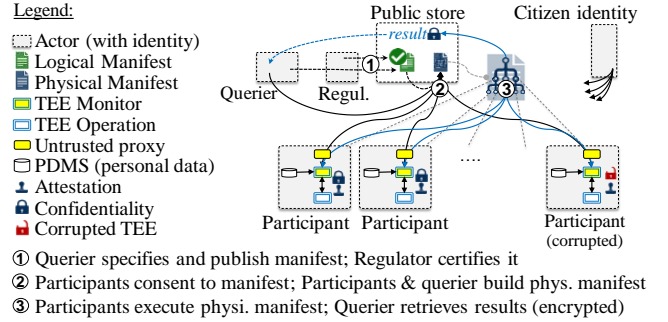 Legend:
Actor (with identity)
Logical Manifest
Physical Manifest
TEE Monitor
TEE Operation
Untrusted proxy
PDMS (personal data)
Attestation
Confidentiality
Corrupted TEE
Public store
Citizen identity
result
Querier
Regul.
1
2
3
....
Participant
Participant
Participant
(corrupted)
1 Querier specifies and publish manifest; Regulator certifies it
2 Participants consent to manifest; Participants & querier build phys. manifest
3 Participants execute physi. manifest; Querier retrieves results (encrypted)